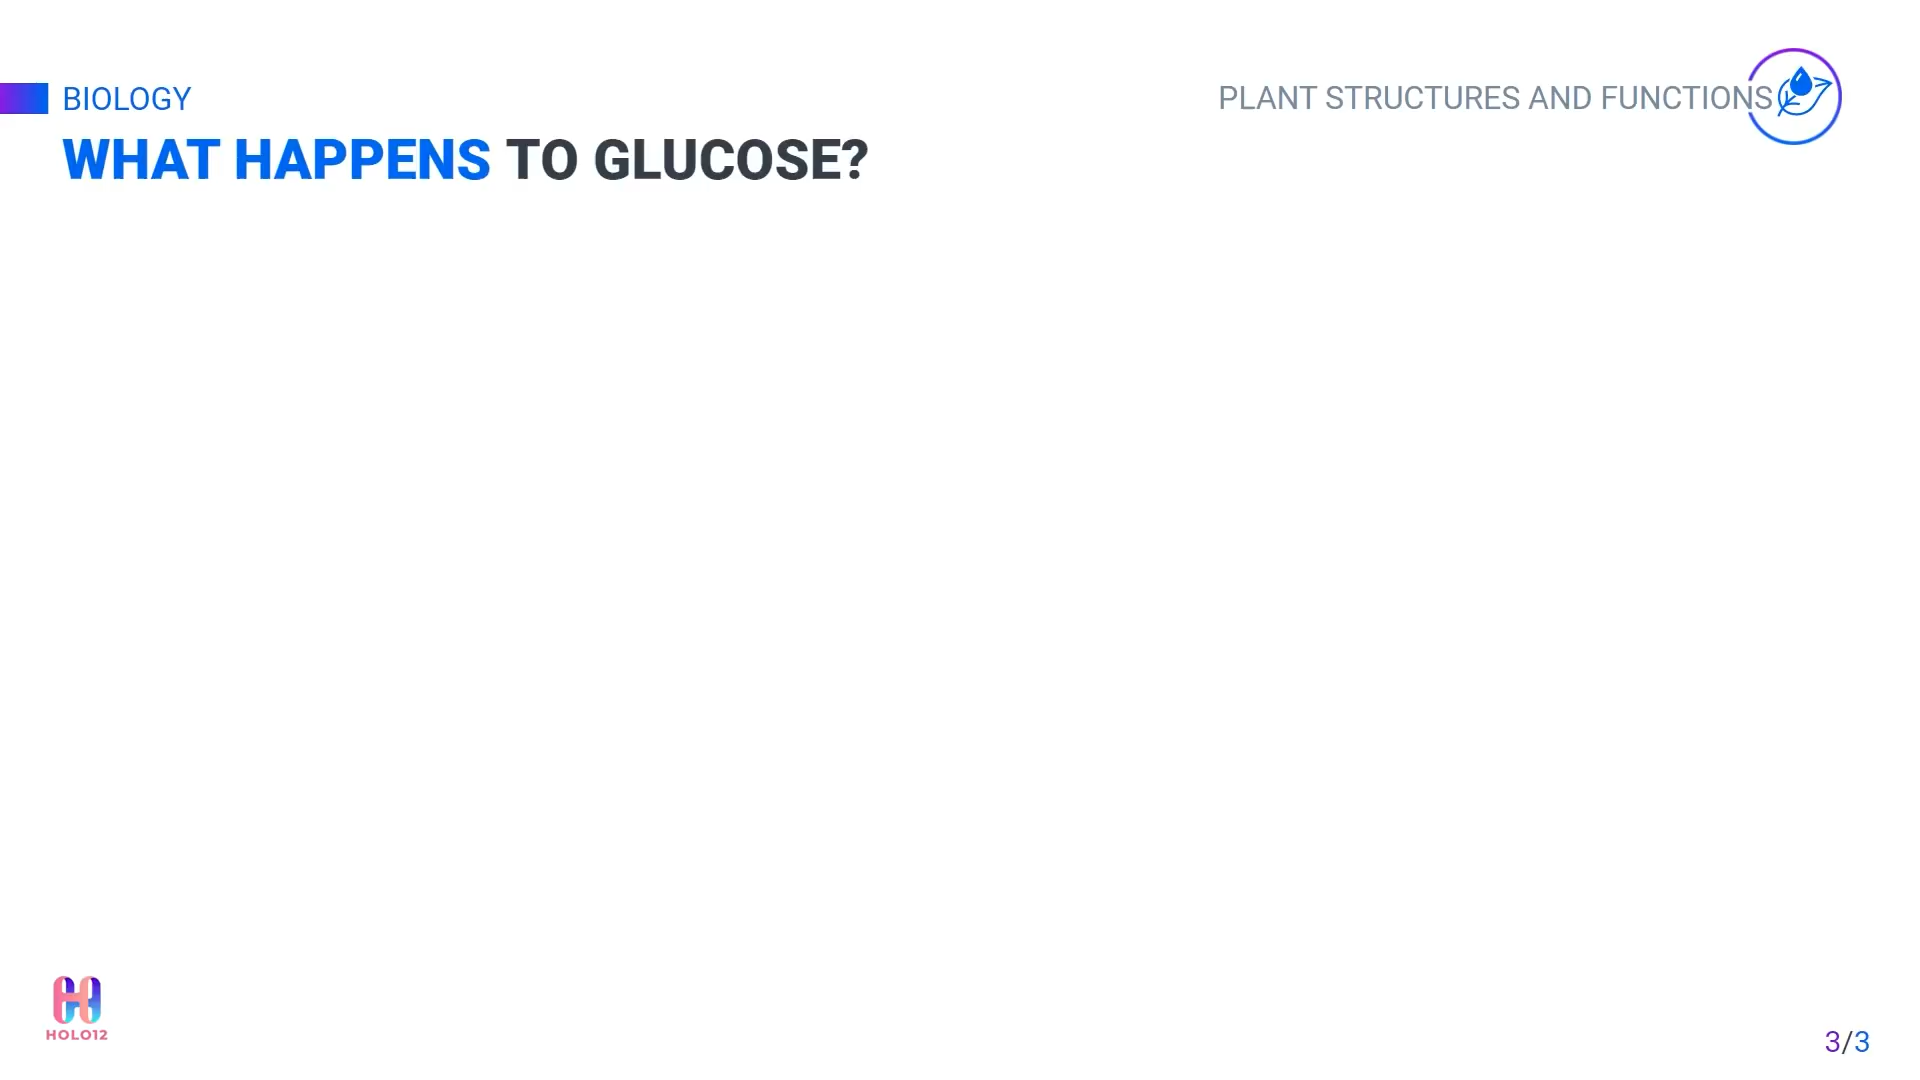 BIOLOGY
PLANT STRUCTURES AND FUNCTIONS
WHAT HAPPENS TO GLUCOSE?
HOLO12
3/3